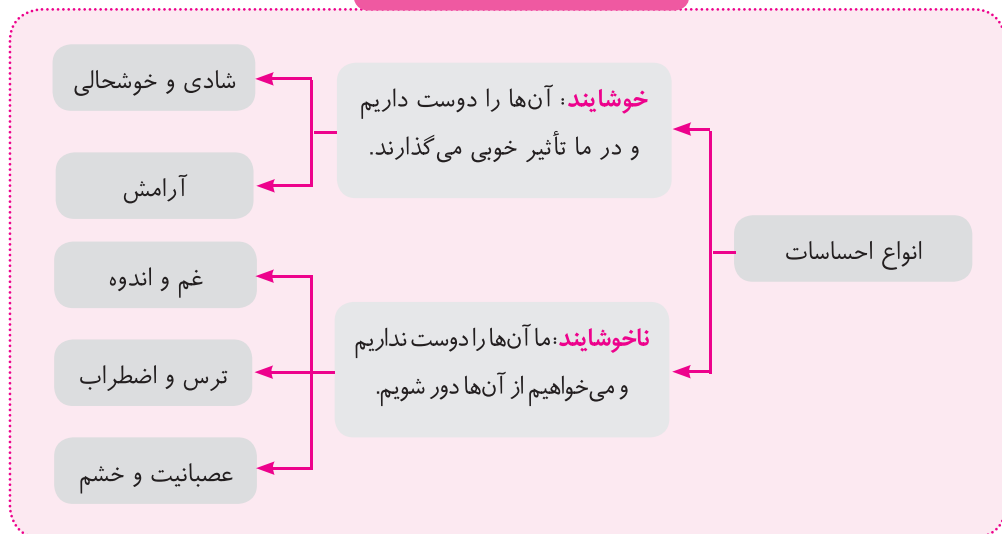 انواع احساسات
خوشایند: آن‌ها را دوست داریم
و در ما تأثیر خوبی می‌گذارند.
شادی و خوشحالی
آرامش
ناخوشایند: ما آن‌ها را دوست نداریم
و می‌خواهیم از آن‌ها دور شویم.
غم و اندوه
ترس و اضطراب
عصبانیت و خشم